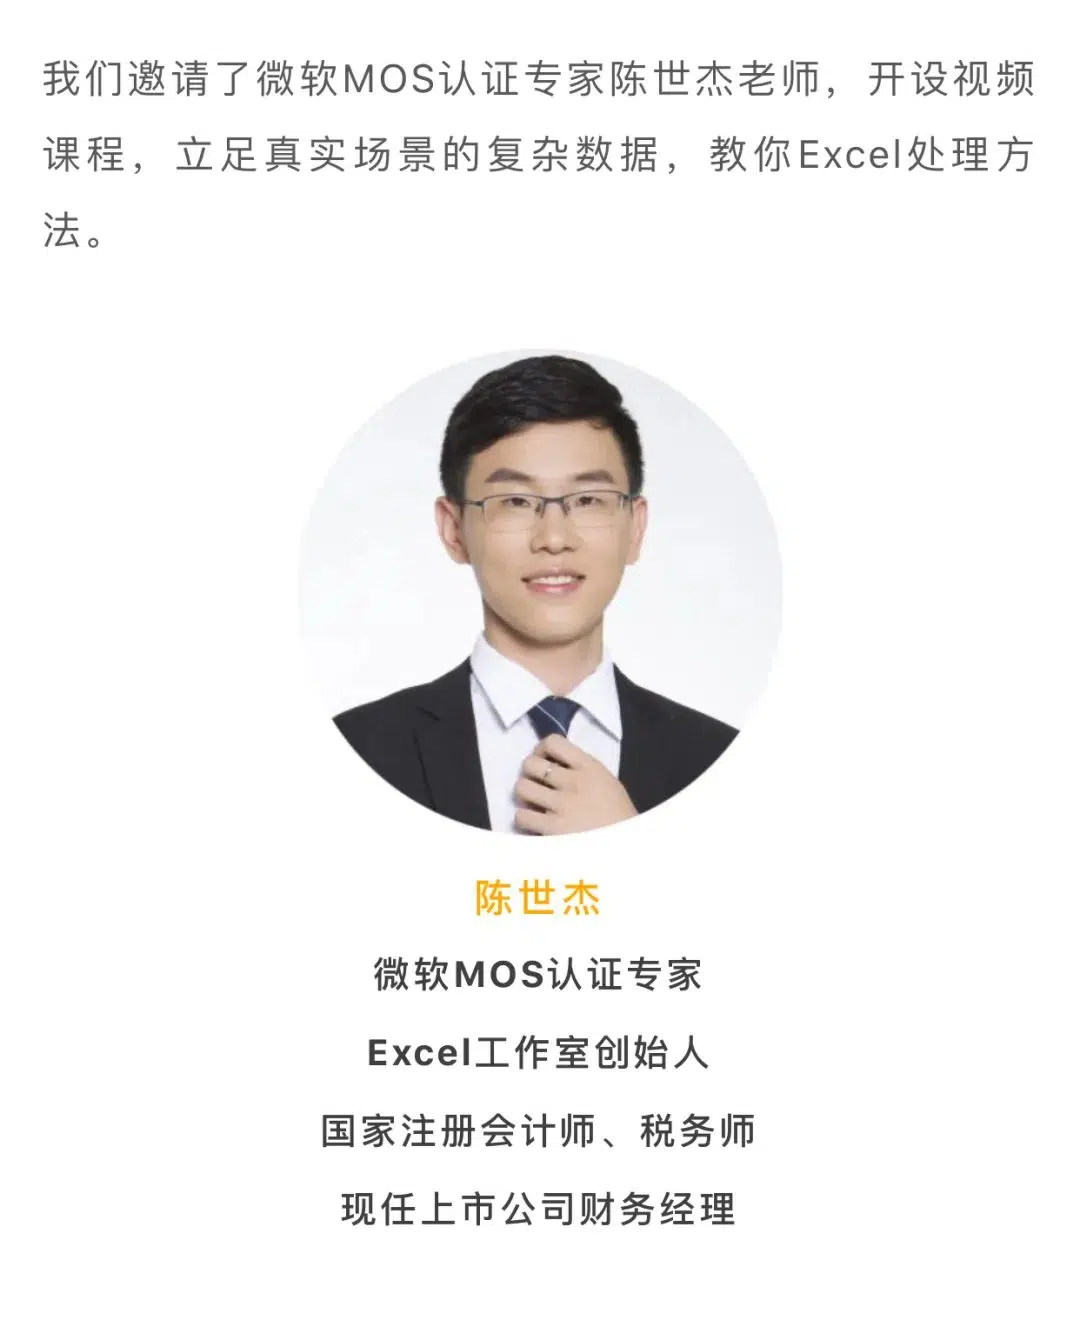 我们邀请了微软MOS认证专家陈世杰老师，开设视频
课程，立足真实场景的复杂数据，教你Excel处理方
法。
陈世杰
微软MOS认证专家
Excel工作室创始人
国家注册会计师、税务师
现任上市公司财务经理